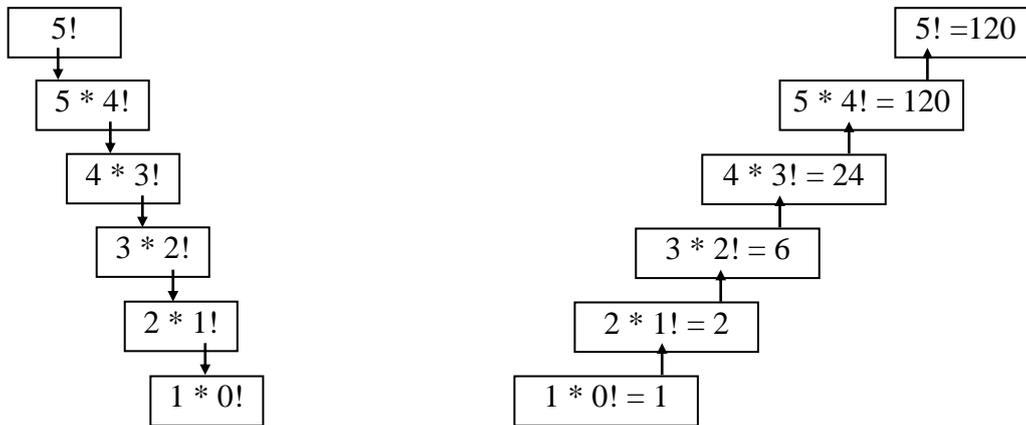 5!
5 * 4!
4 * 3!
3 * 2!
2 * 1!
1 * 0!
5! =120
5 * 4! = 120
4 * 3! = 24
3 * 2! = 6
2 * 1! = 2
1 * 0! = 1